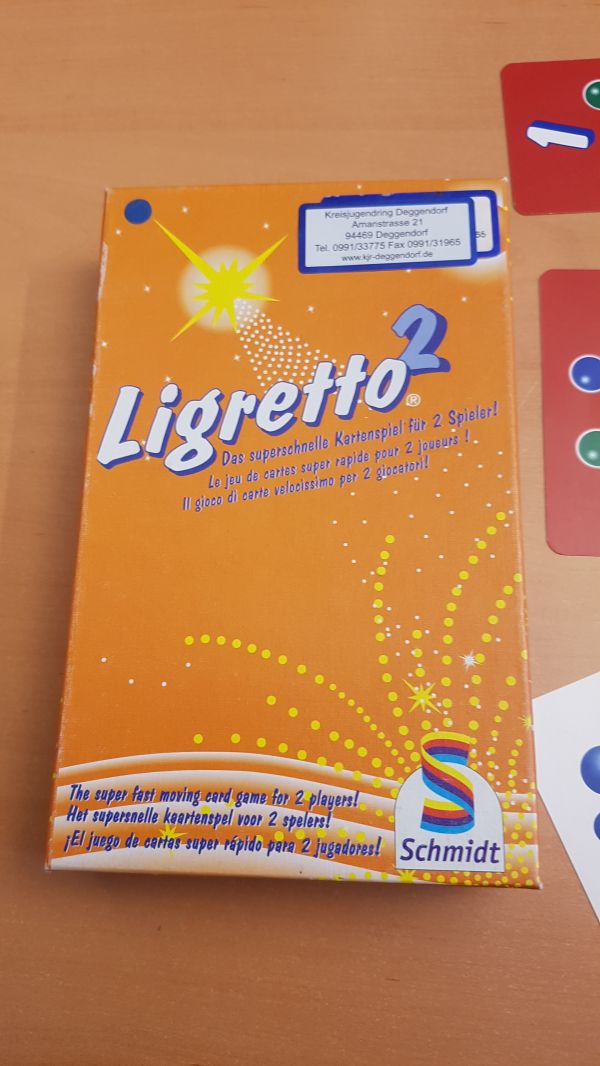 Kreisjugendring Deggendorf
Amanstrasse 21
94469 Deggendorf
Tel. 0991/33775 Fax 0991/31965
www.kjr-deggendorf.de
1
Ligretto2®
Das superschnelle Kartenspiel für 2 Spieler!
Le jeu de cartes super rapide pour 2 joueurs !
Il gioco di carte velocissimo per 2 giocatori!
The super fast moving card game for 2 players!
Het supersnelle kaartenspel voor 2 spelers!
¡El juego de cartas super rápido para 2 jugadores!
Schmidt